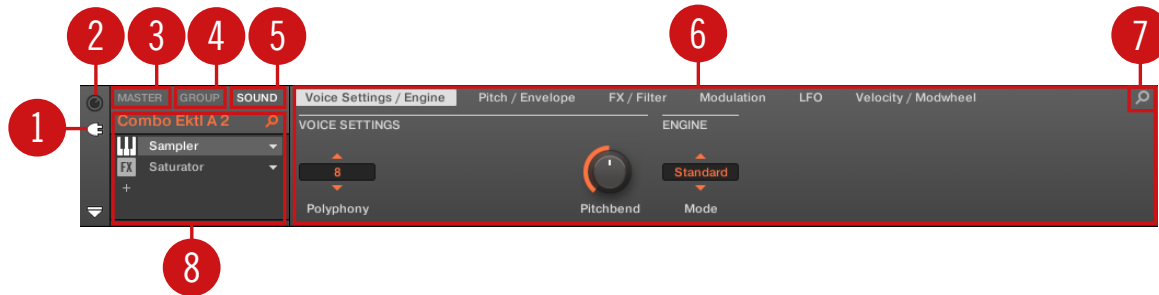 2 3 4 5 6 7
1
MASTER GROUP SOUND
Combo Ektl A 2
Sampler
FX Saturator
+
Voice Settings / Engine Pitch / Envelope FX / Filter Modulation LFO Velocity / Modwheel
VOICE SETTINGS ENGINE
8 Standard
Polyphony Pitchbend Mode
8